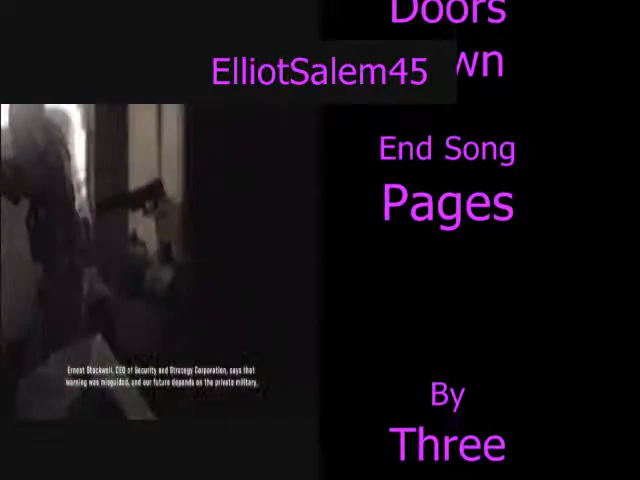 Doors
wn
ElliotSalem45
End Song
Pages
Ernest Stockwell, CEO of Security and Strategy Corporation, says that
warning was misguided, and our future depends on the private military.
By
Three